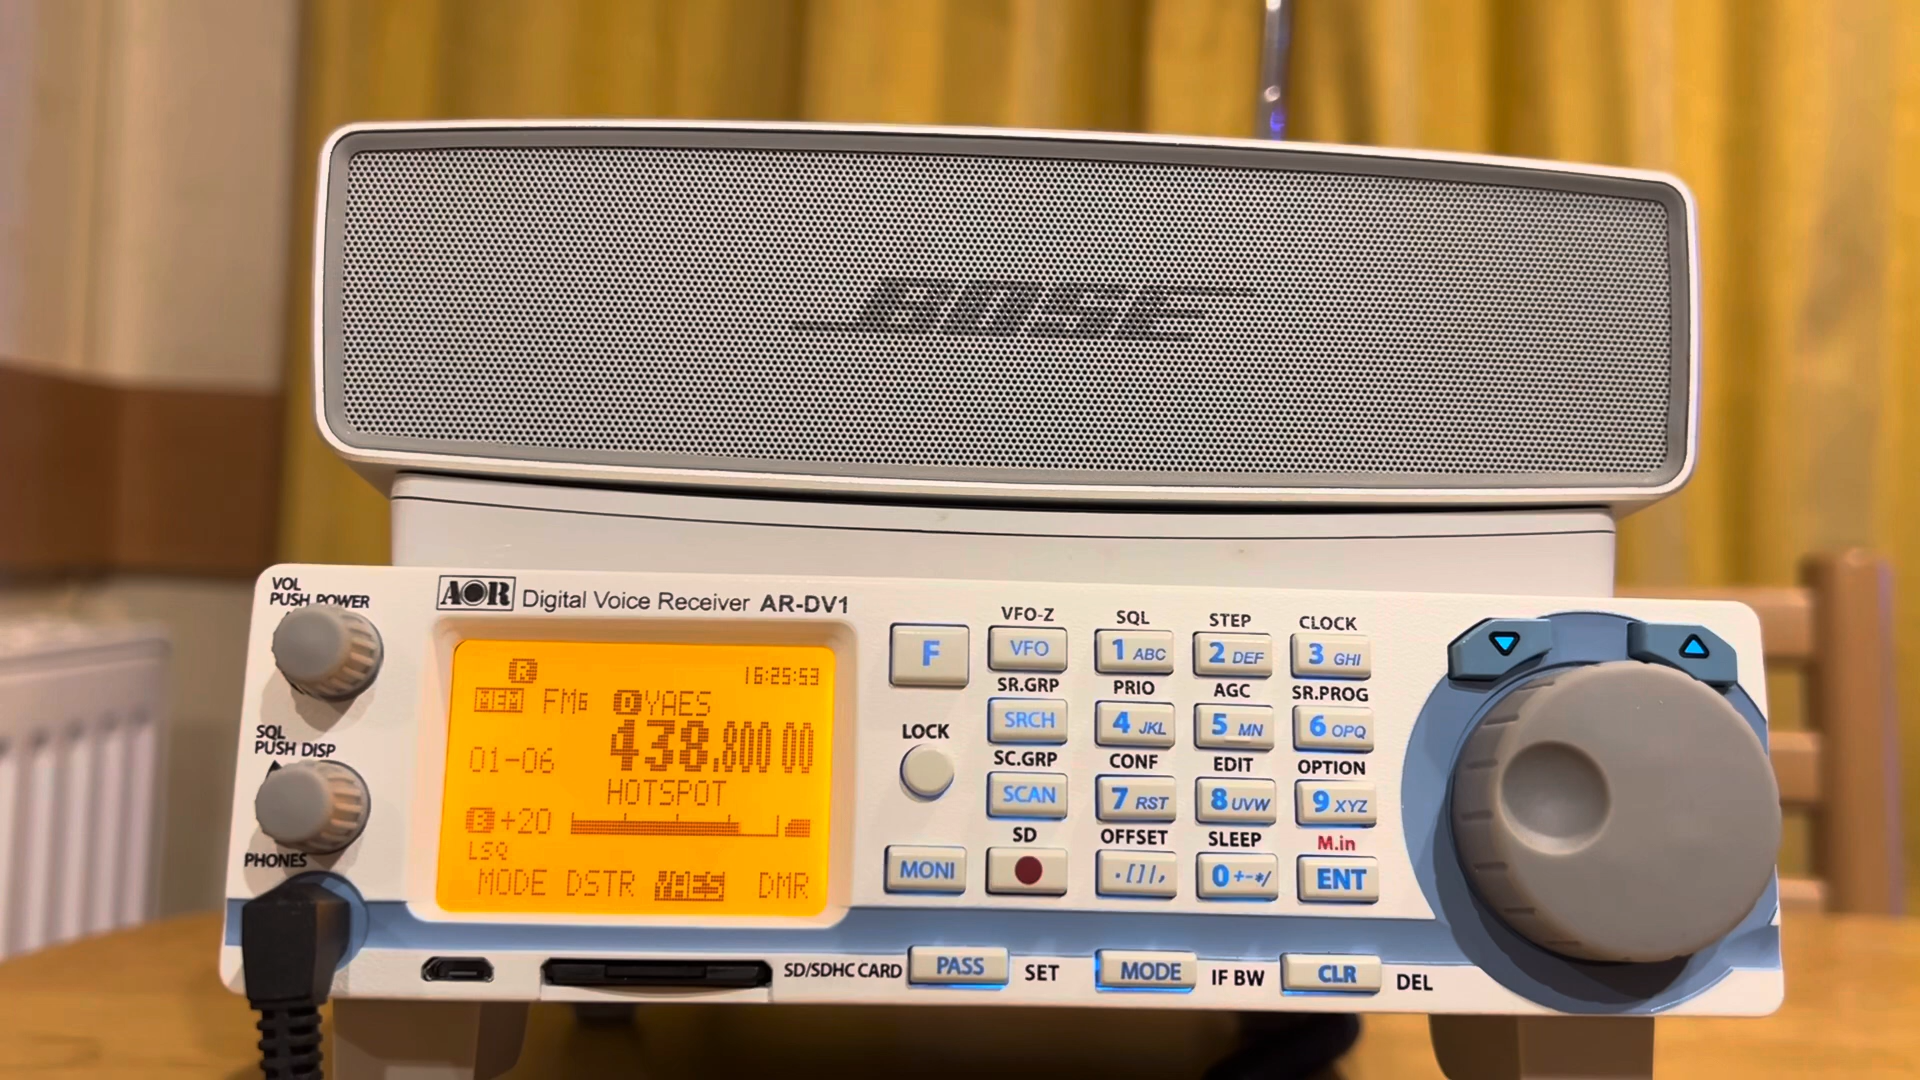 BOSE
VOL
PUSH POWER
SQL
PUSH DISP
PHONES
AOR Digital Voice Receiver AR-DV1
R
16:25:53
MEM FM6 D YAES
01-06 438.800 00
HOTSPOT
B +20
LSQ
MODE DSTR YAES DMR
F
LOCK
MONI
VFO-Z SQL STEP CLOCK
VFO 1 ABC 2 DEF 3 GHI
SR.GRP PRIO AGC SR.PROG
SRCH 4 JKL 5 MN 6 OPQ
SC.GRP CONF EDIT OPTION
SCAN 7 RST 8 UVW 9 XYZ
SD OFFSET SLEEP M.in
. [ ] | , 0 +-*/ ENT
SD/SDHC CARD PASS SET MODE IF BW CLR DEL